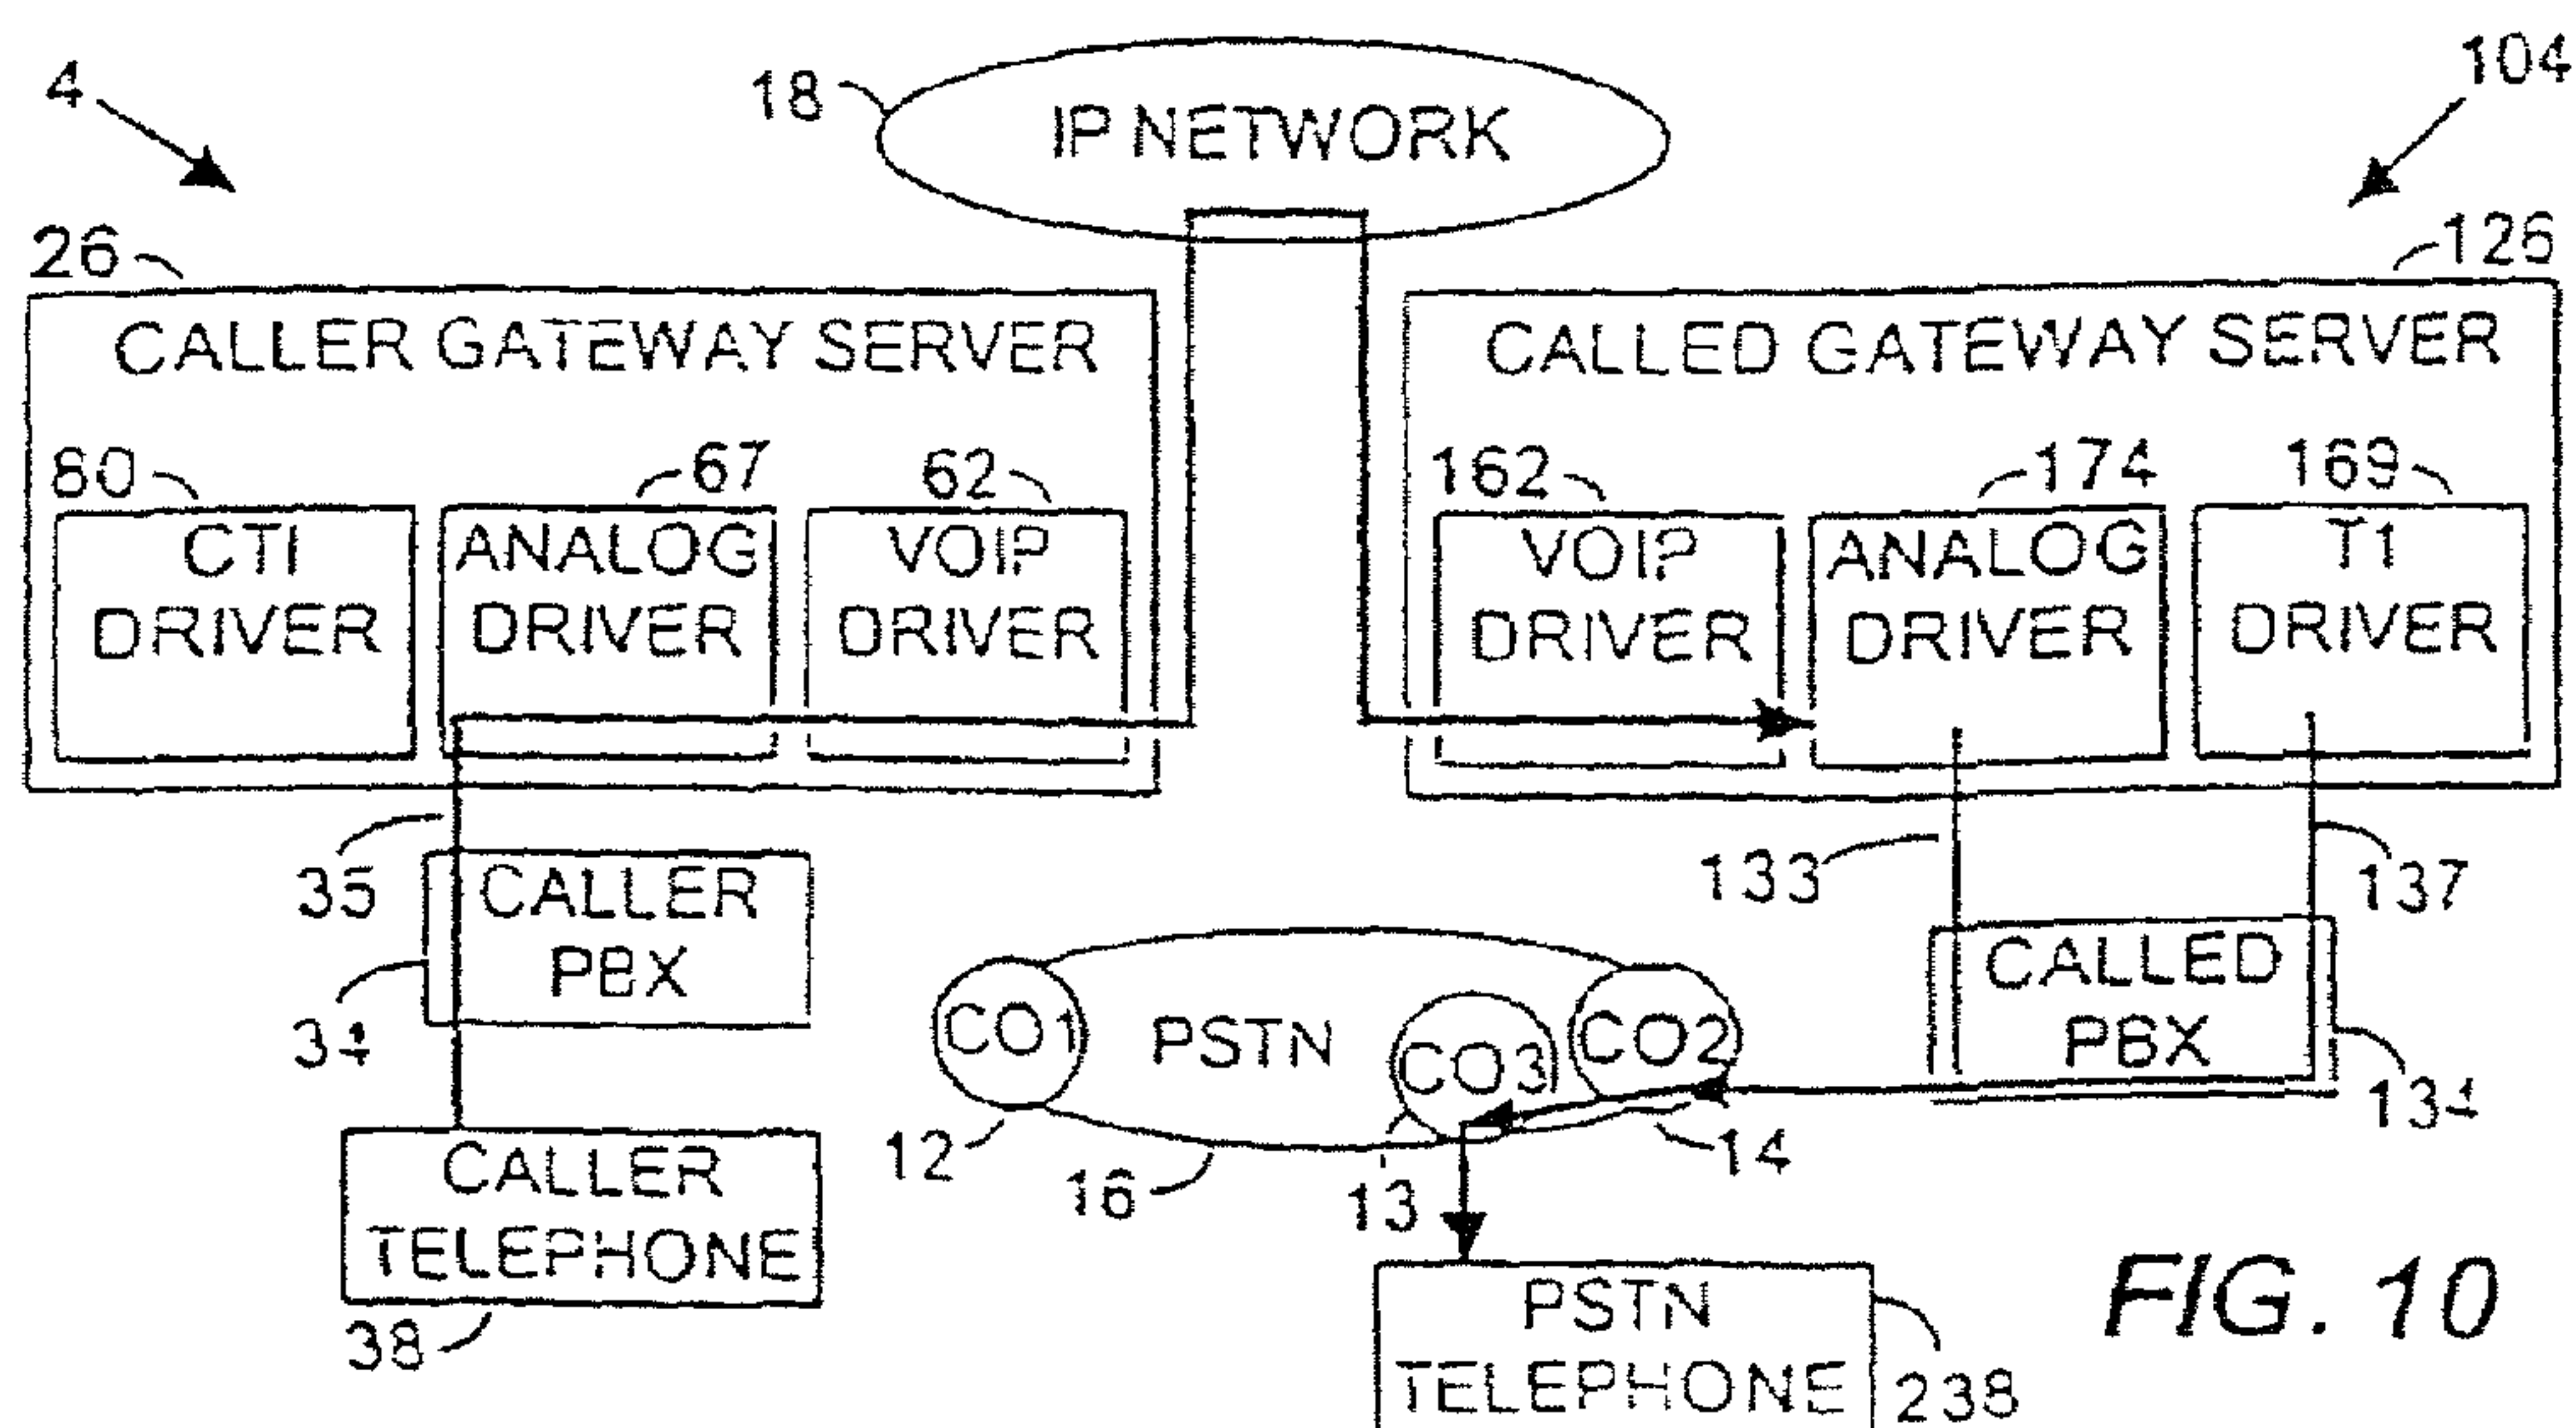 4
18
IP NETWORK
104
26
126
CALLER GATEWAY SERVER
CALLED GATEWAY SERVER
60
67
62
162
174
169
CTI
DRIVER
ANALOG
DRIVER
VOIP
DRIVER
VOIP
DRIVER
ANALOG
DRIVER
T1
DRIVER
35
133
137
CALLER
PBX
CALLED
PBX
34
CO1
PSTN
CO3
CO2
134
12
16
13
14
CALLER
TELEPHONE
38
PSTN
TELEPHONE
238
FIG. 10